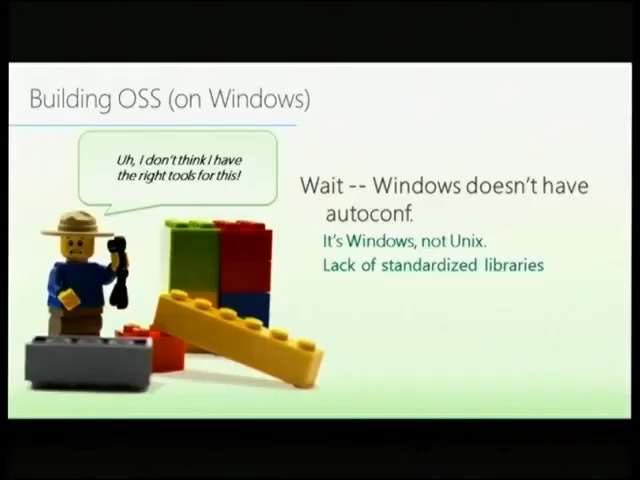 Building OSS (on Windows)
Uh, I don't think I have
the right tools for this!
Wait -- Windows doesn't have
autoconf.
It's Windows, not Unix.
Lack of standardized libraries